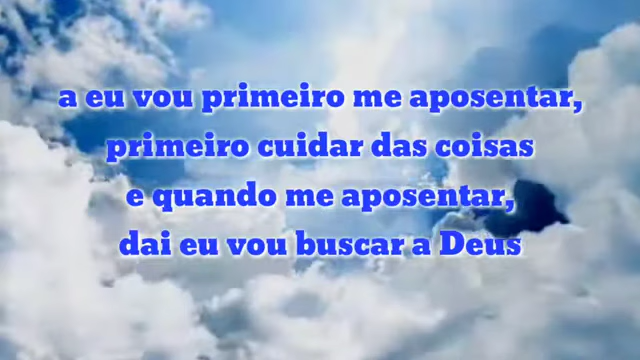 a eu vou primeiro me aposentar,
primeiro cuidar das coisas
e quando me aposentar,
dai eu vou buscar a Deus